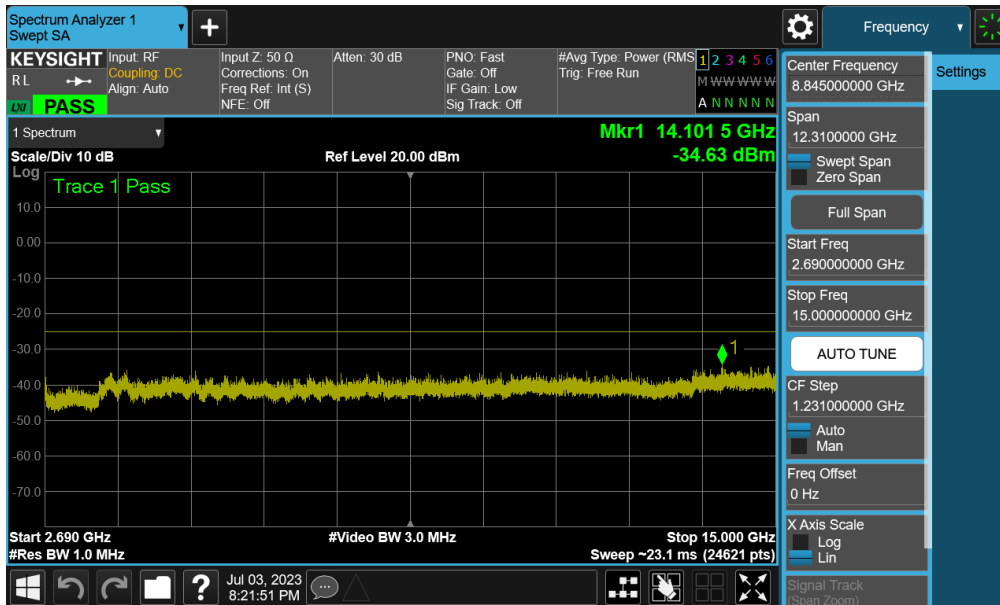 Spectrum Analyzer 1
Swept SA
Frequency
KEYSIGHT
R L
LXI PASS
Input: RF
Coupling: DC
Align: Auto
Input Z: 50 Ω
Corrections: On
Freq Ref: Int (S)
NFE: Off
Atten: 30 dB
PNO: Fast
Gate: Off
IF Gain: Low
Sig Track: Off
#Avg Type: Power (RMS
Trig: Free Run
1 2 3 4 5 6
M W W W W W
A N N N N N
Settings
1 Spectrum
Mkr1 14.101 5 GHz
Scale/Div 10 dB
Ref Level 20.00 dBm
-34.63 dBm
Log
Trace 1 Pass
10.0
0.00
-10.0
-20.0
-30.0
-40.0
-50.0
-60.0
-70.0
1
Start 2.690 GHz
#Video BW 3.0 MHz
Stop 15.000 GHz
#Res BW 1.0 MHz
Sweep ~23.1 ms (24621 pts)
Center Frequency
8.845000000 GHz
Span
12.3100000 GHz
Swept Span
Zero Span
Full Span
Start Freq
2.690000000 GHz
Stop Freq
15.000000000 GHz
AUTO TUNE
CF Step
1.231000000 GHz
Auto
Man
Freq Offset
0 Hz
X Axis Scale
Log
Lin
Signal Track
(Span Zoom)
Jul 03, 2023
8:21:51 PM